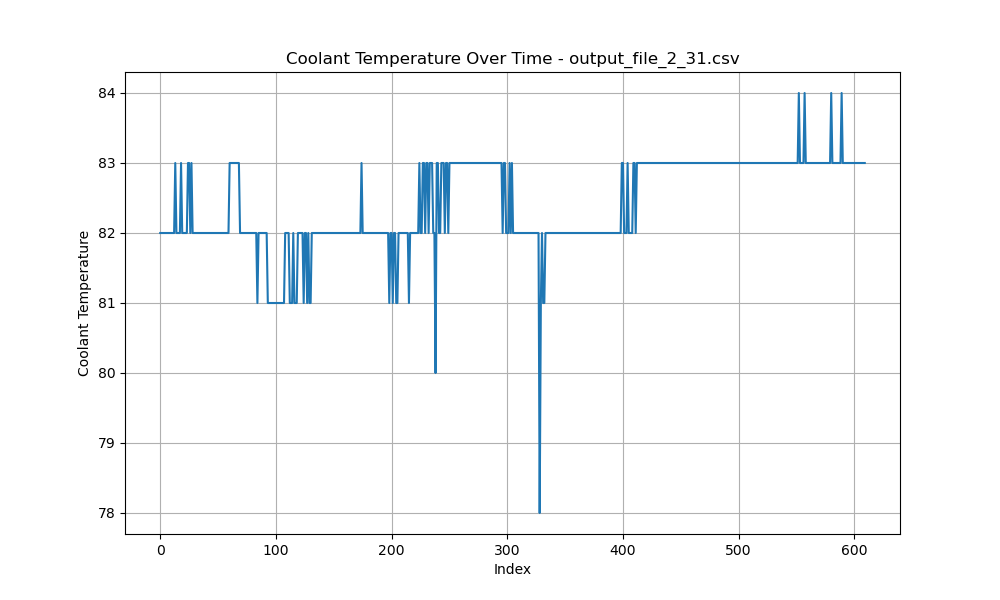 Coolant Temperature Over Time - output_file_2_31.csv
Coolant Temperature
84
83
82
81
80
79
78
0 100 200 300 400 500 600
Index